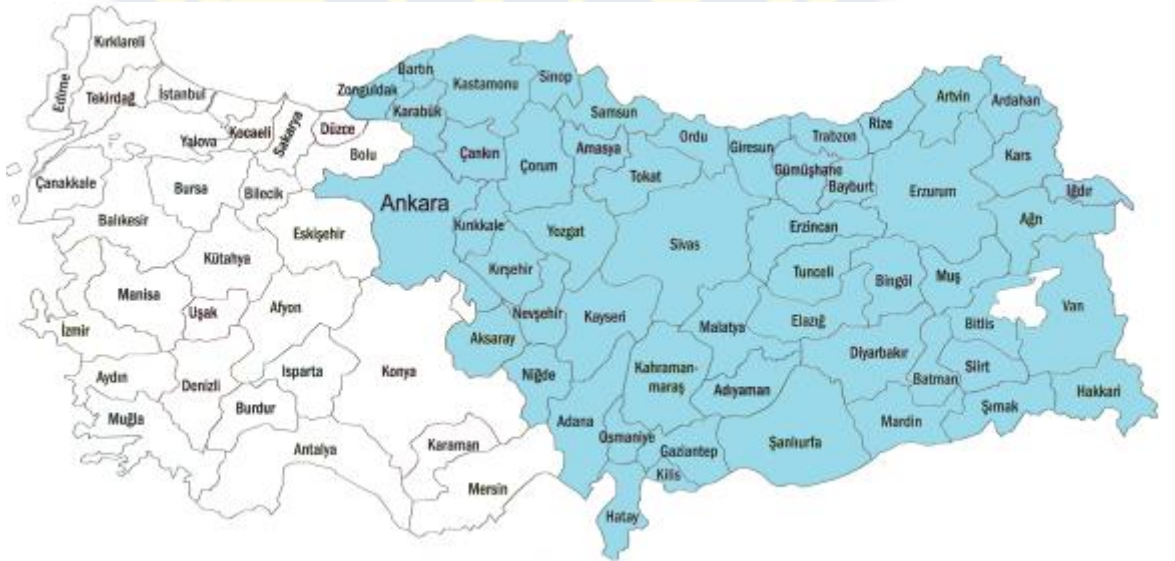 Kırklareli
Edirne
Tekirdağ
İstanbul
Yalova
Kocaeli
Sakarya
Düzce
Bolu
Zonguldak
Bartın
Karabük
Kastamonu
Sinop
Samsun
Çankırı
Çorum
Amasya
Ordu
Tokat
Giresun
Trabzon
Rize
Artvin
Ardahan
Gümüşhane
Bayburt
Kars
Erzurum
Iğdır
Ağrı
Çanakkale
Bursa
Bilecik
Balıkesir
Eskişehir
Ankara
Kırıkkale
Yozgat
Sivas
Erzincan
Kütahya
Kırşehir
Tunceli
Bingöl
Muş
Manisa
Uşak
Afyon
Nevşehir
Kayseri
Malatya
Elazığ
Bitlis
Van
İzmir
Aksaray
Diyarbakır
Siirt
Aydın
Denizli
Isparta
Konya
Niğde
Kahraman-
maraş
Adıyaman
Batman
Hakkari
Muğla
Burdur
Adana
Osmaniye
Gaziantep
Şanlıurfa
Mardin
Şırnak
Antalya
Karaman
Mersin
Kilis
Hatay